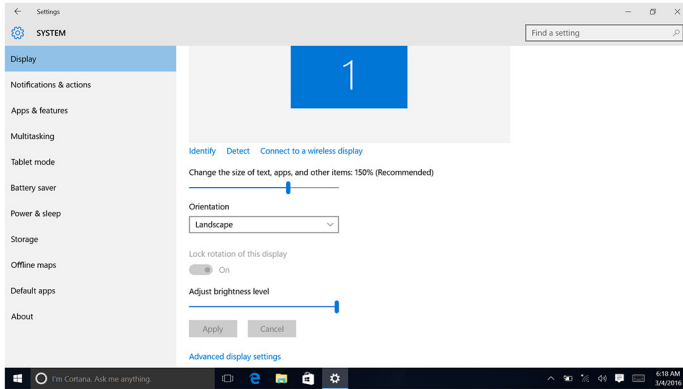 Settings
SYSTEM
Find a setting
Display
Notifications & actions
Apps & features
Multitasking
Tablet mode
Battery saver
Power & sleep
Storage
Offline maps
Default apps
About
1
Identify Detect Connect to a wireless display
Change the size of text, apps, and other items: 150% (Recommended)
Orientation
Landscape
Lock rotation of this display
On
Adjust brightness level
Apply Cancel
Advanced display settings
I'm Cortana. Ask me anything.
6:18 AM
3/4/2016